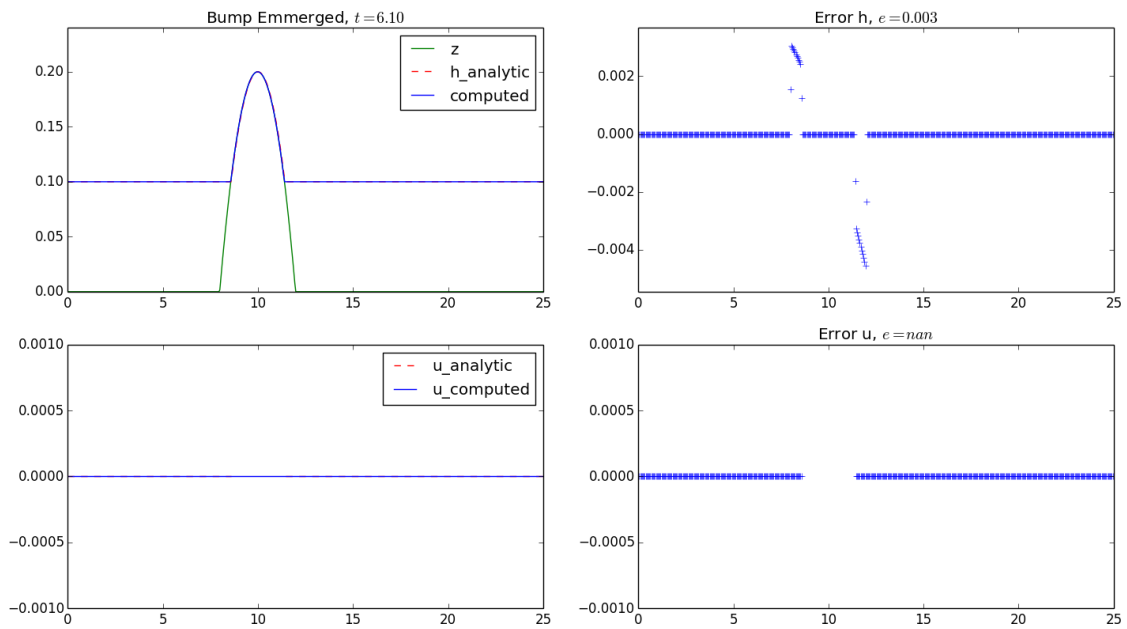 Bump Emmerged, t=6.10
0.20
0.15
0.10
0.05
0.00
z
h_analytic
computed
0 5 10 15 20 25
Error h, e=0.003
0.002
0.000
−0.002
−0.004
0 5 10 15 20 25
0.0010
0.0005
0.0000
−0.0005
−0.0010
u_analytic
u_computed
0 5 10 15 20 25
Error u, e=nan
0.0010
0.0005
0.0000
−0.0005
−0.0010
0 5 10 15 20 25